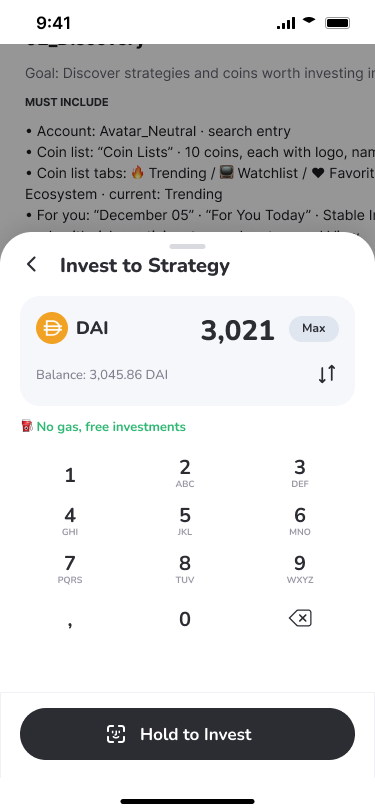 9:41
Goal: Discover strategies and coins worth investing in
MUST INCLUDE
• Account: Avatar_Neutral · search entry
• Coin list: “Coin Lists” · 10 coins, each with logo, nam
• Coin list tabs: 🔥 Trending / 📺 Watchlist / ♥ Favorit
Ecosystem · current: Trending
• For you: “December 05” · “For You Today” · Stable In
Invest to Strategy
DAI
3,021
Max
Balance: 3,045.86 DAI
No gas, free investments
1
2
3
ABC
DEF
4
5
6
GHI
JKL
MNO
7
8
9
PQRS
TUV
WXYZ
,
0
Hold to Invest